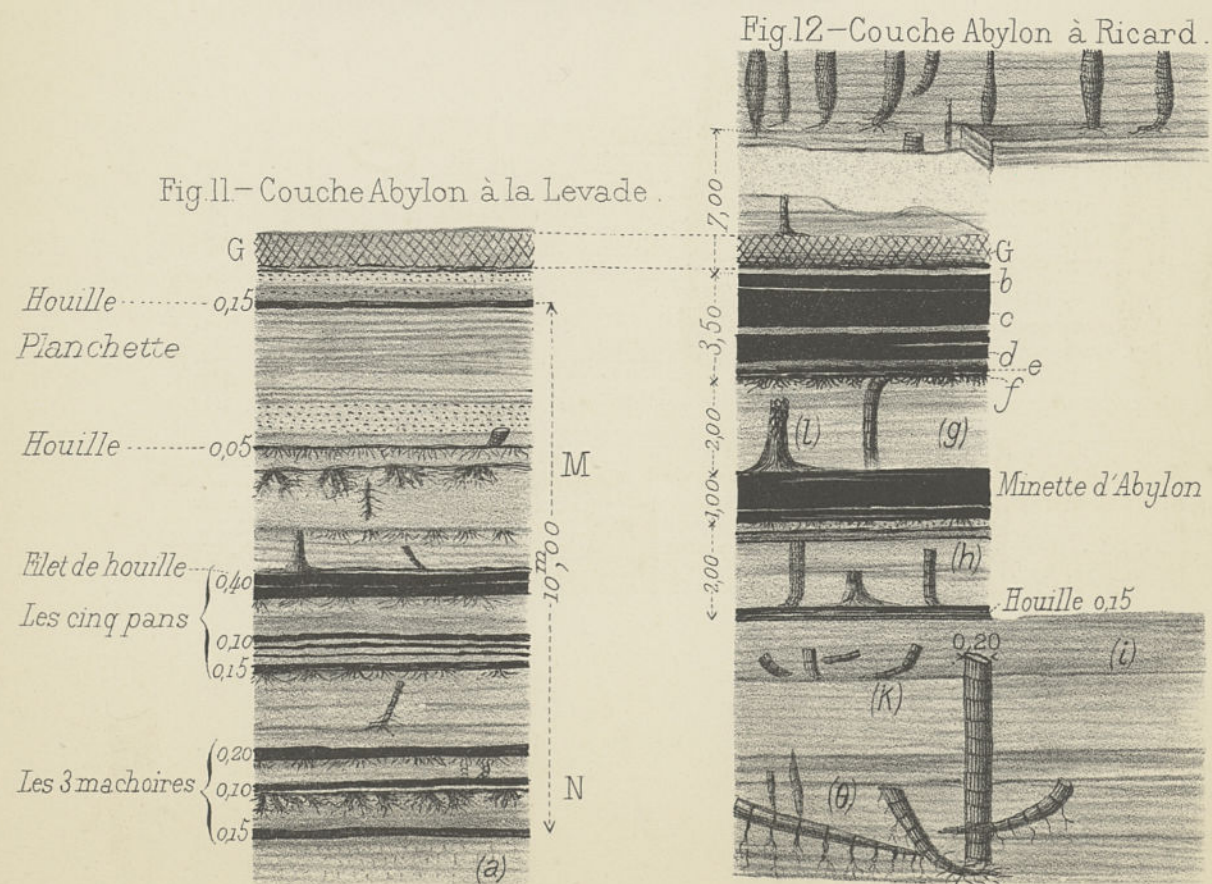 Fig.11.—Couche Abylon à la Levade.
G
Houille 0,15
Planchette
Houille 0,05
M
Filet de houille
0,40
Les cinq pans
0,10
0,15
10,m00
0,20
Les 3 machoires
0,10
N
0,15
(a)
Fig.12—Couche Abylon à Ricard.
7,00
G
b
c
3,50
d
e
f
2,00
(l)
(g)
1,00
Minette d'Abylon
2,00
(h)
Houille 0,15
0,20
(i)
(K)
(θ)